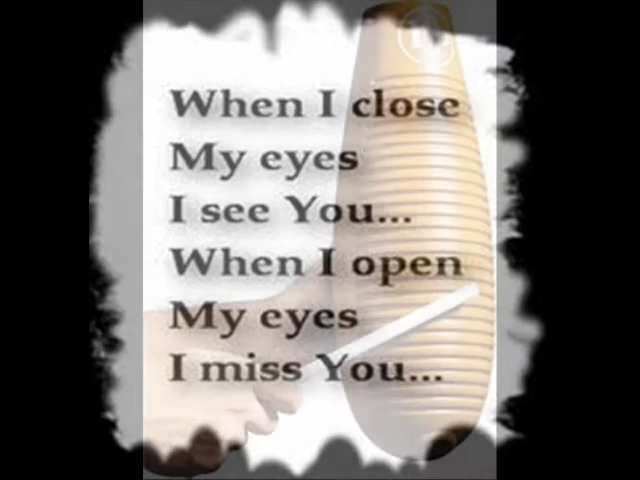 When I close
My eyes
I see You...
When I open
My eyes
I miss You...